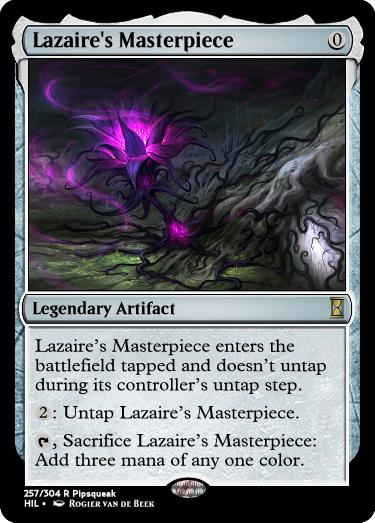 Lazaire's Masterpiece 0
Legendary Artifact
Lazaire's Masterpiece enters the
battlefield tapped and doesn't untap
during its controller's untap step.
2 : Untap Lazaire's Masterpiece.
, Sacrifice Lazaire's Masterpiece:
Add three mana of any one color.
257/304 R Pipsqueak
HIL • Rogier van de Beek